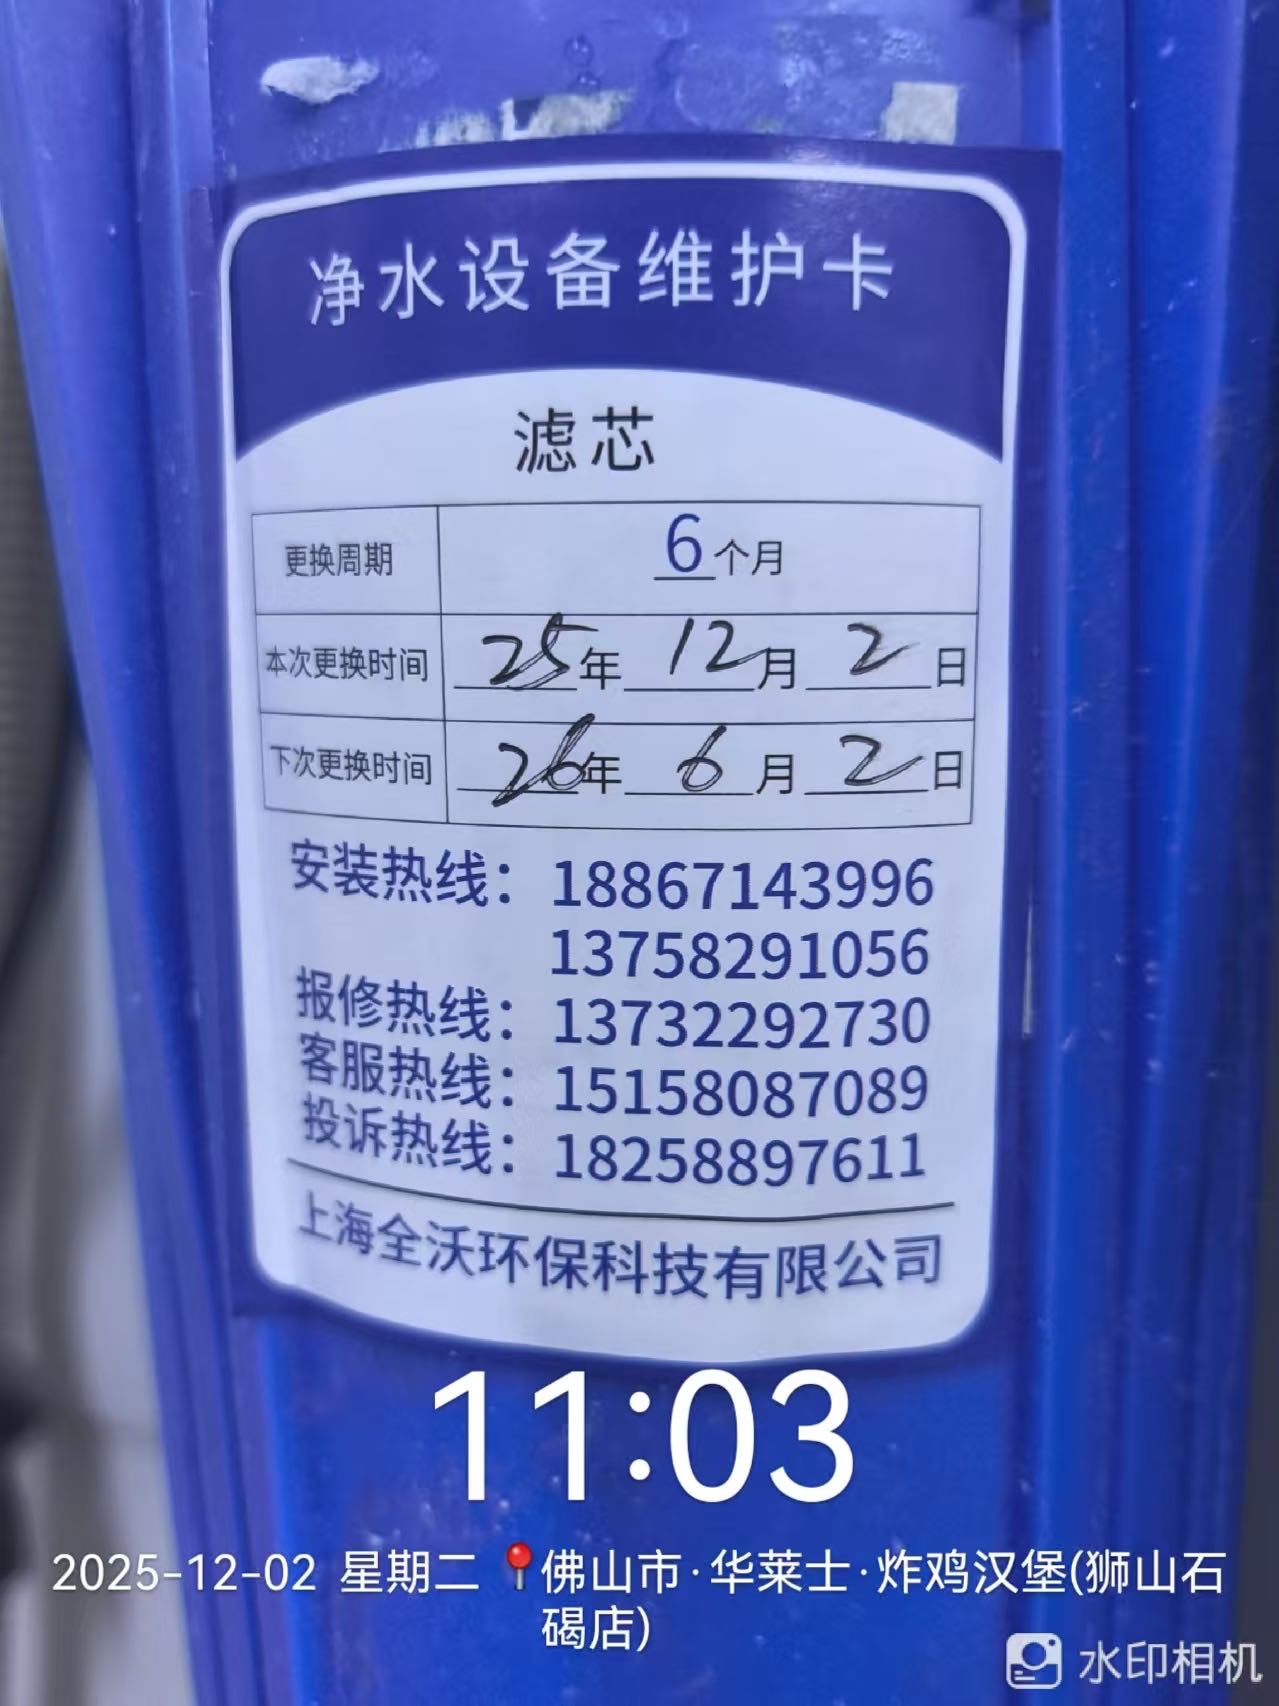 净水设备维护卡
滤芯
更换周期 6个月
本次更换时间 25年12月2日
下次更换时间 26年6月2日
安装热线：18867143996
13758291056
报修热线：13732292730
客服热线：15158087089
投诉热线：18258897611
上海全沃环保科技有限公司
11:03
2025-12-02 星期二 佛山市·华莱士·炸鸡汉堡(狮山石
碣店)
水印相机